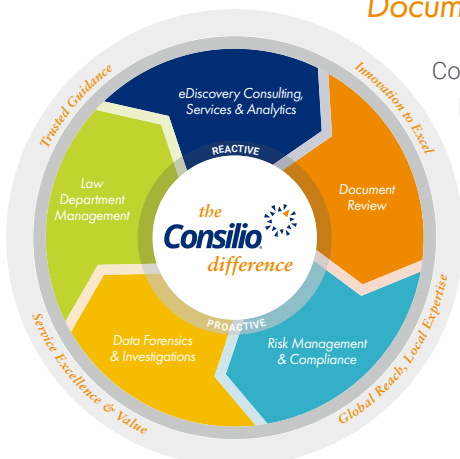 Docum
Co
Trusted Guidance
Innovation to Excel
eDiscovery Consulting,
Services & Analytics
REACTIVE
Law
Department
Management
Document
Review
the
Consilio
difference
PROACTIVE
Data Forensics
& Investigations
Risk Management
& Compliance
Service Excellence & Value
Global Reach, Local Expertise